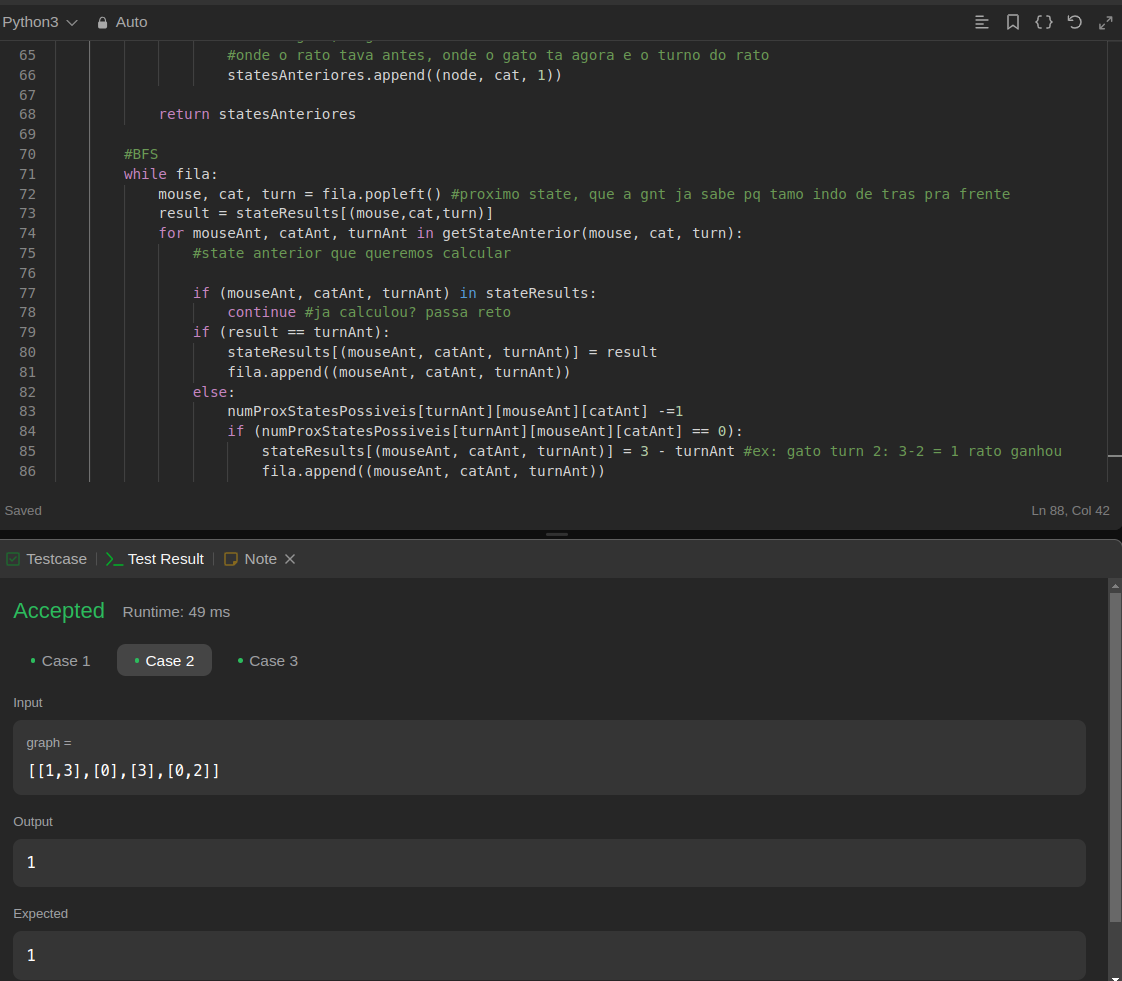 Python3 Auto
65 #onde o rato tava antes, onde o gato ta agora e o turno do rato
66 statesAnteriores.append((node, cat, 1))
67
68 return statesAnteriores
69
70 #BFS
71 while fila:
72 mouse, cat, turn = fila.popleft() #proximo state, que a gnt ja sabe pq tamo indo de tras pra frente
73 result = stateResults[(mouse,cat,turn)]
74 for mouseAnt, catAnt, turnAnt in getStateAnterior(mouse, cat, turn):
75 #state anterior que queremos calcular
76
77 if (mouseAnt, catAnt, turnAnt) in stateResults:
78 continue #ja calculou? passa reto
79 if (result == turnAnt):
80 stateResults[(mouseAnt, catAnt, turnAnt)] = result
81 fila.append((mouseAnt, catAnt, turnAnt))
82 else:
83 numProxStatesPossiveis[turnAnt][mouseAnt][catAnt] -=1
84 if (numProxStatesPossiveis[turnAnt][mouseAnt][catAnt] == 0):
85 stateResults[(mouseAnt, catAnt, turnAnt)] = 3 - turnAnt #ex: gato turn 2: 3-2 = 1 rato ganhou
86 fila.append((mouseAnt, catAnt, turnAnt))
Saved Ln 88, Col 42
Testcase Test Result Note
Accepted Runtime: 49 ms
Case 1 Case 2 Case 3
Input
graph =
[[1,3],[0],[3],[0,2]]
Output
1
Expected
1